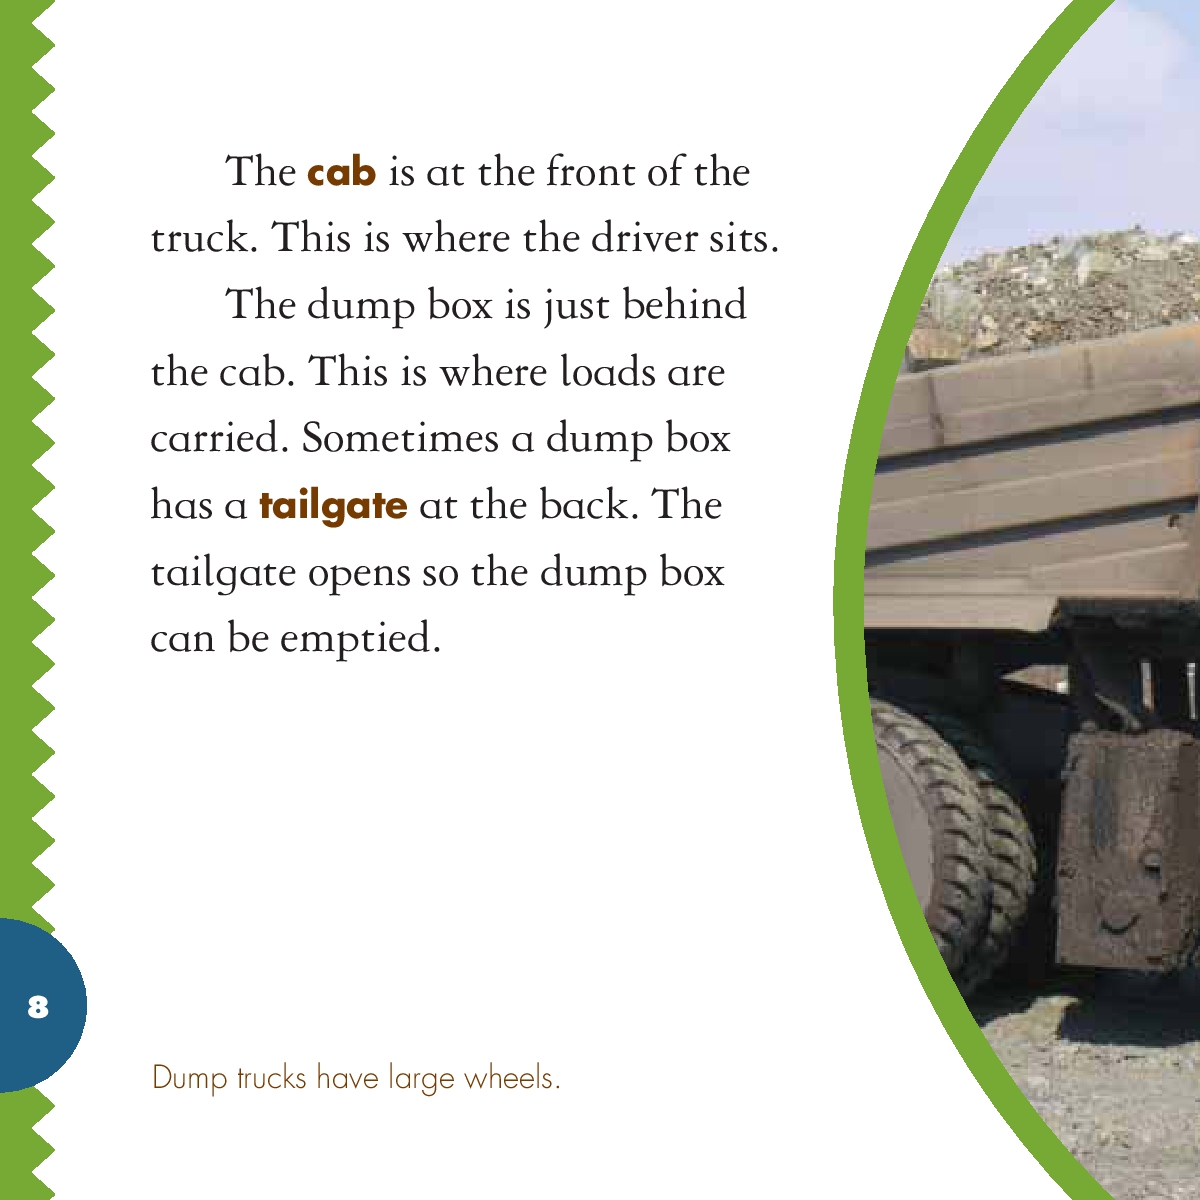 The cab is at the front of the
truck. This is where the driver sits.
The dump box is just behind
the cab. This is where loads are
carried. Sometimes a dump box
has a tailgate at the back. The
tailgate opens so the dump box
can be emptied.
8
Dump trucks have large wheels.